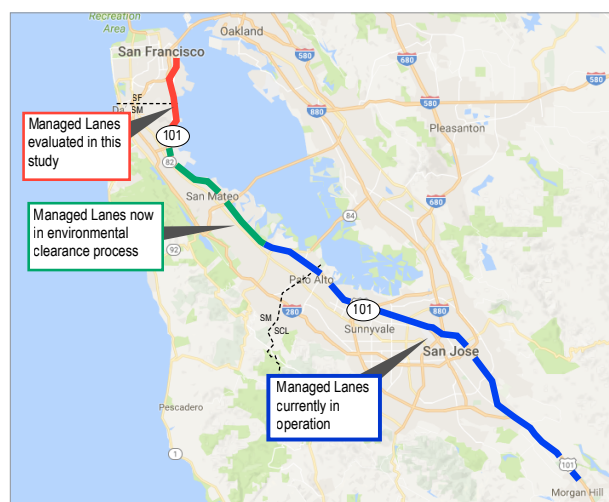 Recreation
Area
Oakland
San Francisco
580
580
680
SF
SM
Da
880
580
Managed Lanes
evaluated in this
study
101
82
Pleasanton
680
San Mateo
84
Managed Lanes now
in environmental
clearance process
92
Palo Alto
680
SM
SCL
280
101
880
Sunnyvale
San Jose
Managed Lanes
currently in
operation
Pescadero
1
101
Morgan Hill